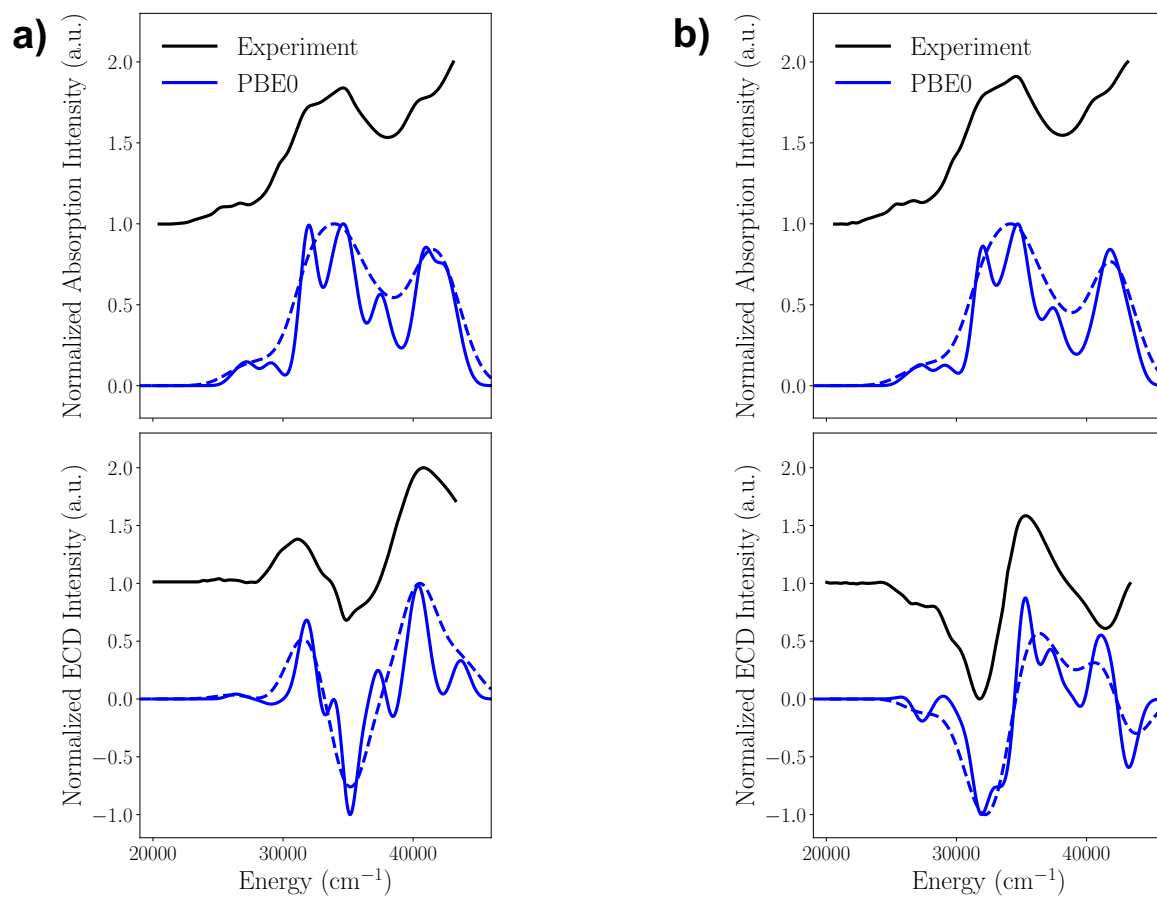 a)
Normalized Absorption Intensity (a.u.)
2.0
1.5
1.0
0.5
0.0
Experiment
PBE0
Normalized ECD Intensity (a.u.)
2.0
1.5
1.0
0.5
0.0
−0.5
−1.0
20000 30000 40000
Energy (cm⁻¹)
b)
Normalized Absorption Intensity (a.u.)
2.0
1.5
1.0
0.5
0.0
Experiment
PBE0
Normalized ECD Intensity (a.u.)
2.0
1.5
1.0
0.5
0.0
−0.5
−1.0
20000 30000 40000
Energy (cm⁻¹)